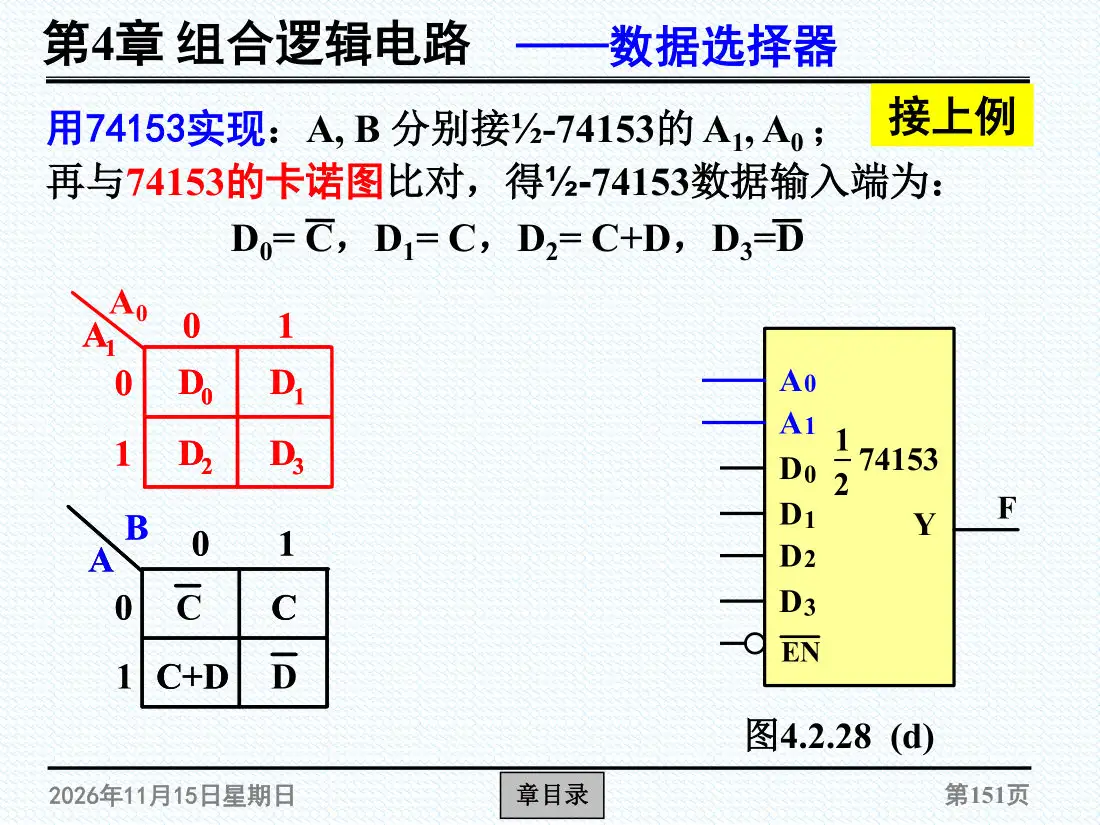 第4章 组合逻辑电路 ——数据选择器
接上例
用74153实现：A, B 分别接½-74153的 A₁, A₀ ；
再与74153的卡诺图比对，得½-74153数据输入端为：
D₀= C̅，D₁= C，D₂= C+D，D₃=D̅
A₀
A₁
0 1
0 D₀ D₁
1 D₂ D₃
B
A
0 1
0 C̅ C
1 C+D D̅
A0
A1
D0
D1
D2
D3
E̅N̅
1/2 74153
Y
F
图4.2.28 (d)
2026年11月15日星期日
章目录
第151页